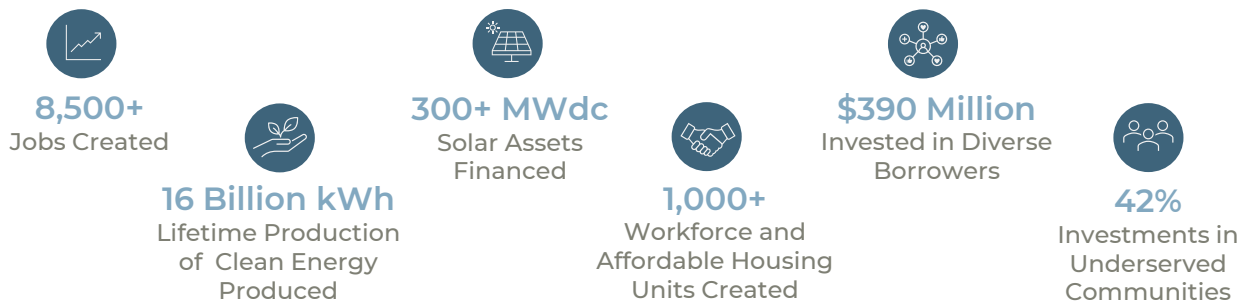 8,500+
Jobs Created
16 Billion kWh
Lifetime Production
of Clean Energy
Produced
300+ MWdc
Solar Assets
Financed
1,000+
Workforce and
Affordable Housing
Units Created
$390 Million
Invested in Diverse
Borrowers
42%
Investments in
Underserved
Communities